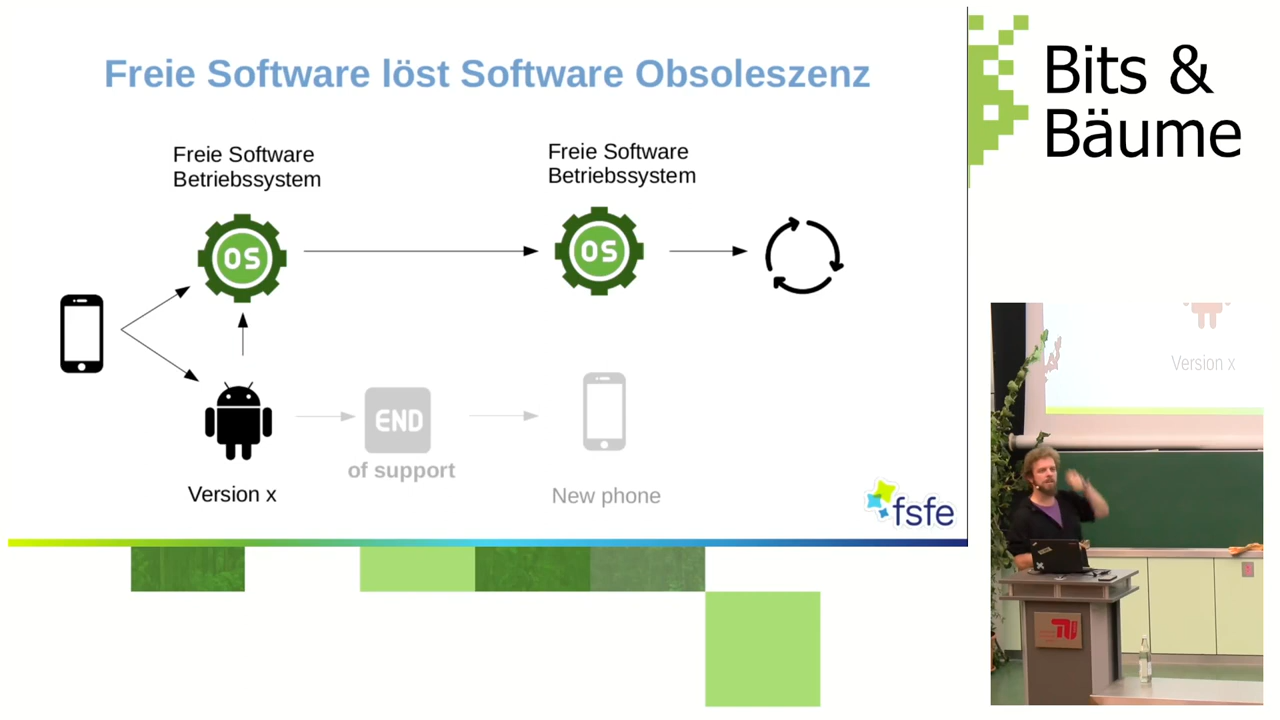 Freie Software löst Software Obsoleszenz
Bits &
Bäume
Freie Software
Betriebssystem
Freie Software
Betriebssystem
OS
OS
END
of support
Version x
New phone
fsfe
Version x